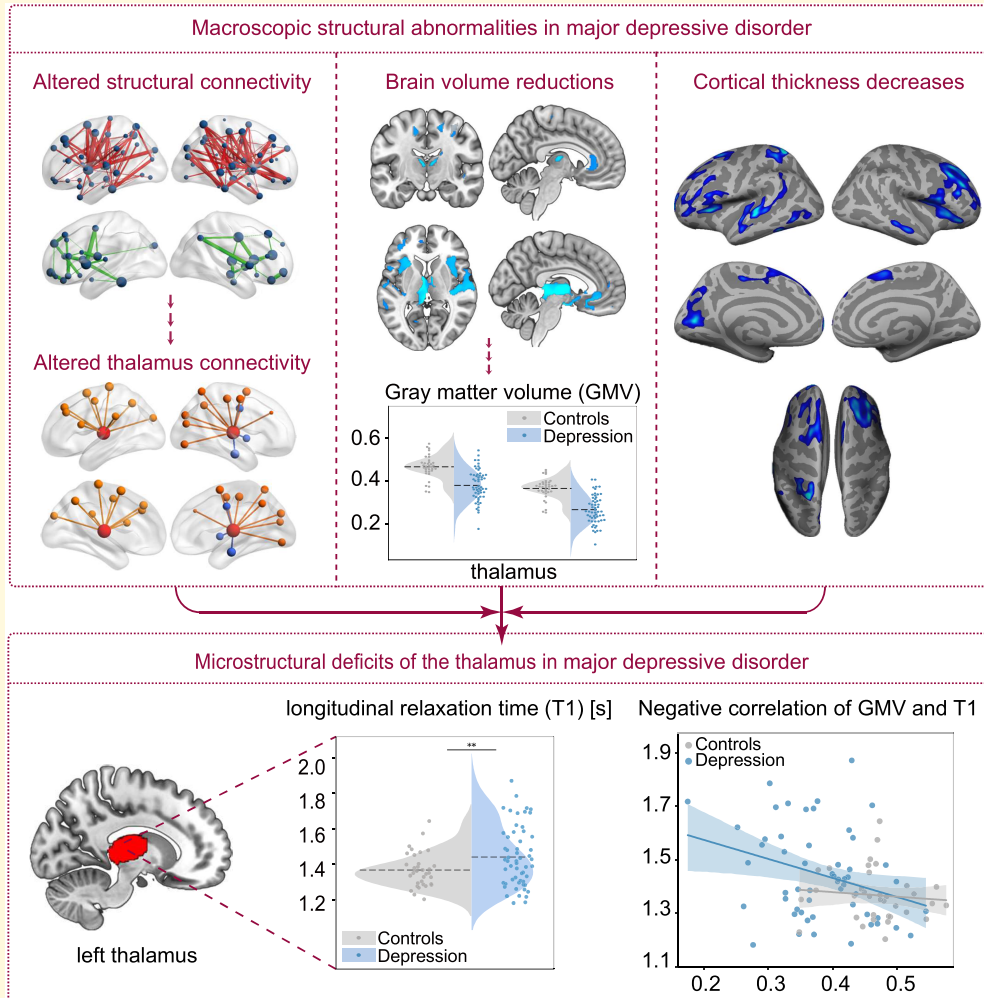 Macroscopic structural abnormalities in major depressive disorder
Altered structural connectivity
Brain volume reductions
Cortical thickness decreases
Altered thalamus connectivity
Gray matter volume (GMV)
Controls
Depression
0.6
0.4
0.2
thalamus
Microstructural deficits of the thalamus in major depressive disorder
longitudinal relaxation time (T1) [s]
**
2.0
1.8
1.6
1.4
1.2
Controls
Depression
left thalamus
Negative correlation of GMV and T1
Controls
Depression
1.9
1.7
1.5
1.3
1.1
0.2 0.3 0.4 0.5